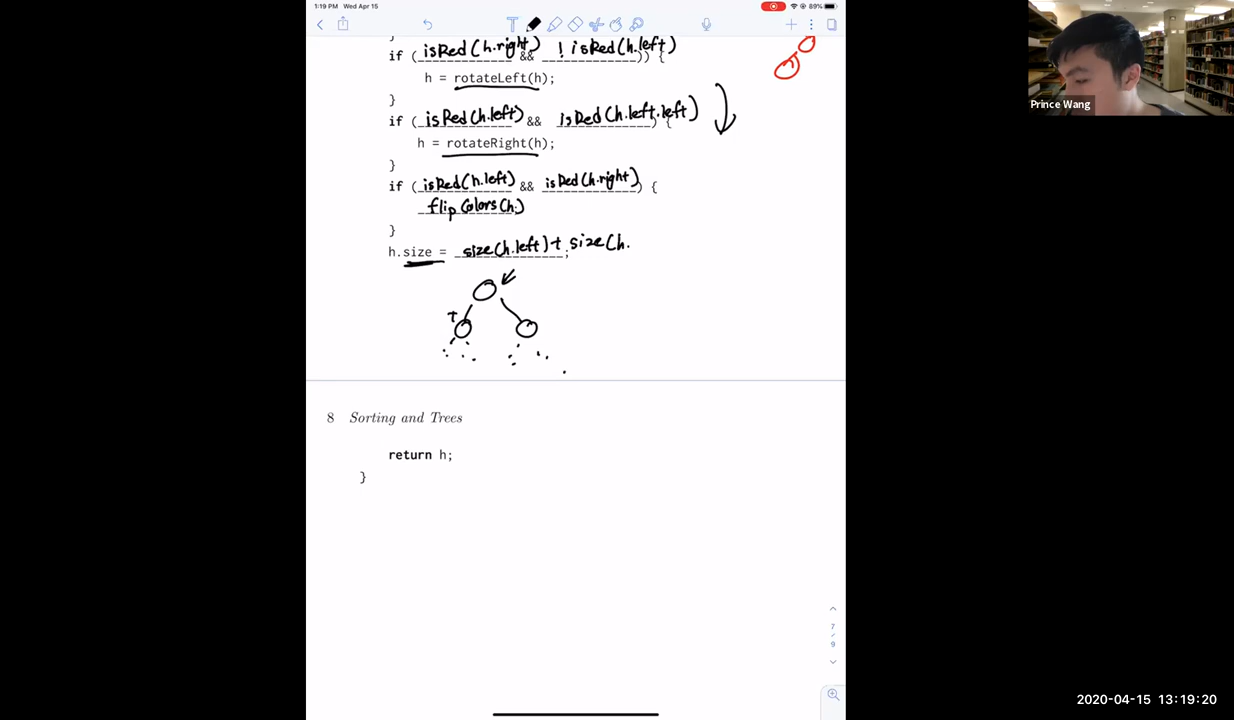 1:19 PM Wed Apr 15
89%
}
if (isRed(h.right) && !isRed(h.left)) {
h = rotateLeft(h);
}
if (isRed(h.left) && isRed(h.left.left) {
h = rotateRight(h);
}
if (isRed(h.left) && isRed(h.right)) {
flipColors(h)
}
h.size = size(h.left) + size(h. ;
8 Sorting and Trees
return h;
}
7
9
Prince Wang
2020-04-15 13:19:20